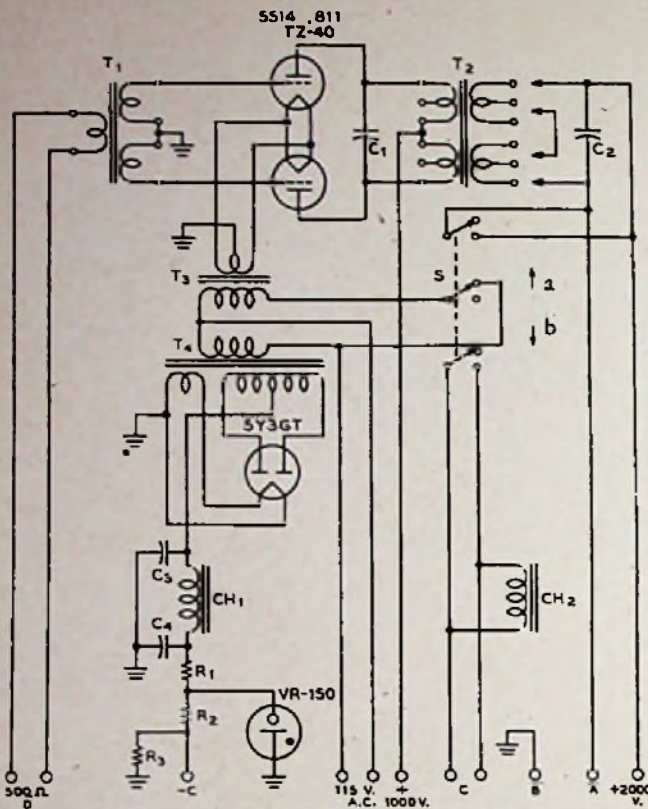 5514 .811
TZ-40
T1
T2
C1
C2
T3
S
a
b
T4
5Y3GT
C3
CH1
CH2
C4
R1
VR-150
R2
R3
-C
500Ω
D
115 V.
A.C.
+
1000V.
C
B
A
+2000
V.